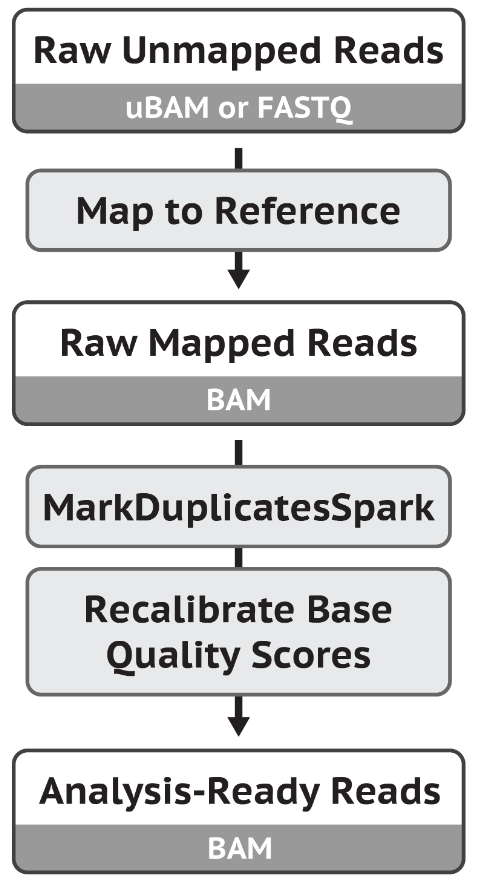 Raw Unmapped Reads
uBAM or FASTQ
Map to Reference
Raw Mapped Reads
BAM
MarkDuplicatesSpark
Recalibrate Base
Quality Scores
Analysis-Ready Reads
BAM